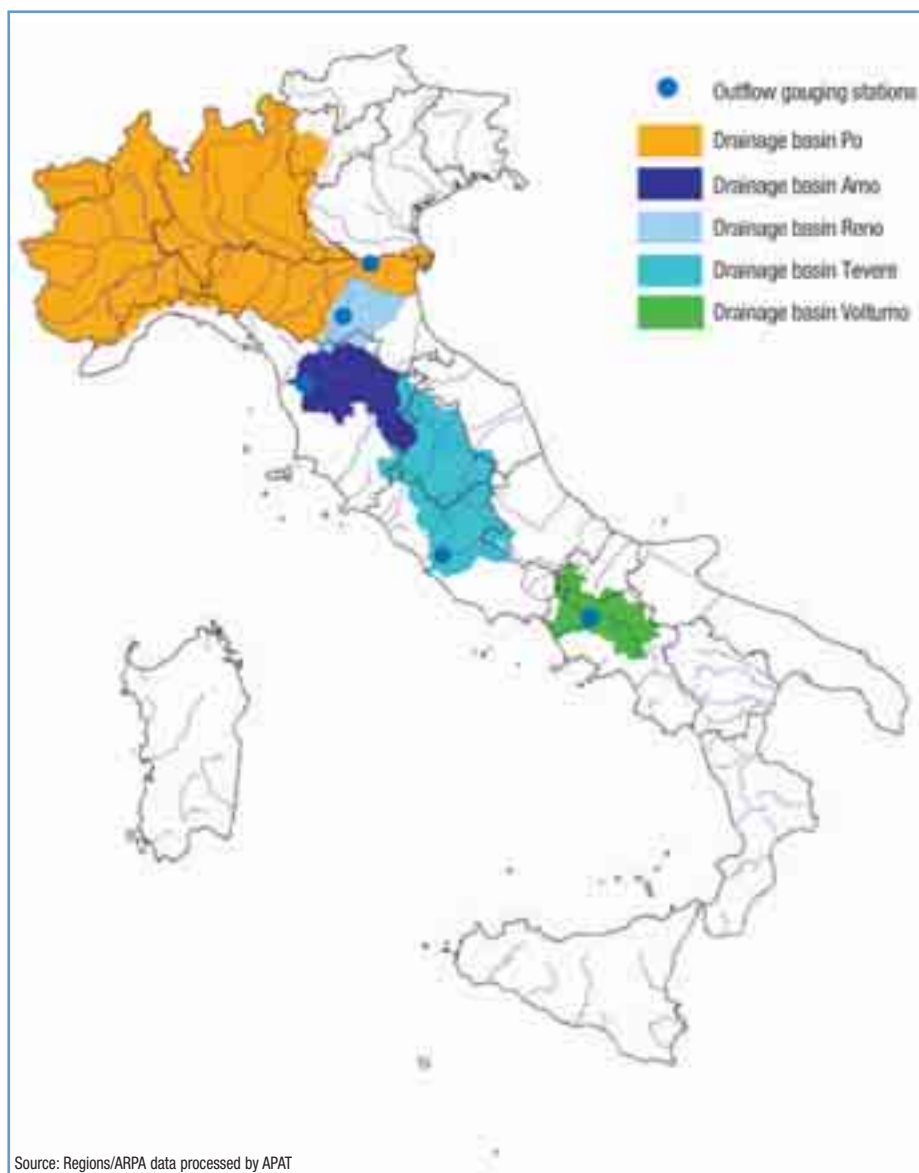 Outflow gauging stations
Drainage basin Po
Drainage basin Arno
Drainage basin Reno
Drainage basin Tevere
Drainage basin Volturno
Source: Regions/ARPA data processed by APAT